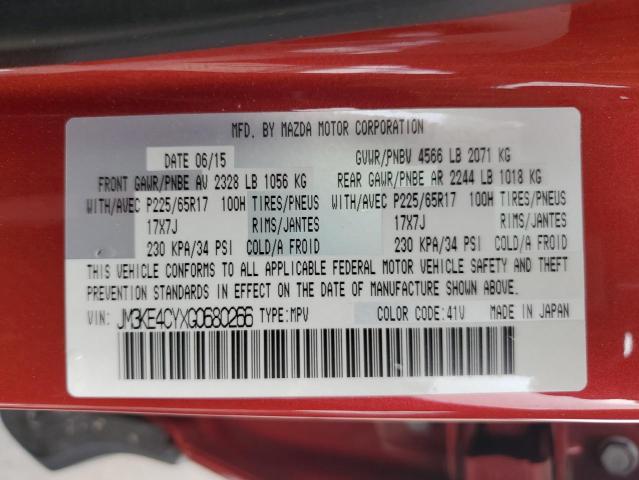 MFD. BY MAZDA MOTOR CORPORATION
DATE 06/15 GVWR/PNBV 4566 LB 2071 KG
FRONT GAWR/PNBE AV 2328 LB 1056 KG REAR GAWR/PNBE AR 2244 LB 1018 KG
WITH/AVEC P225/65R17 100H TIRES/PNEUS WITH/AVEC P225/65R17 100H TIRES/PNEUS
17X7J RIMS/JANTES 17X7J RIMS/JANTES
230 KPA/34 PSI COLD/A FROID 230 KPA/34 PSI COLD/A FROID
THIS VEHICLE CONFORMS TO ALL APPLICABLE FEDERAL MOTOR VEHICLE SAFETY AND THEFT
PREVENTION STANDARDS IN EFFECT ON THE DATE OF MANUFACTURE SHOWN ABOVE.
VIN: JM3KE4CYXG0680266 TYPE:MPV COLOR CODE:41V MADE IN JAPAN